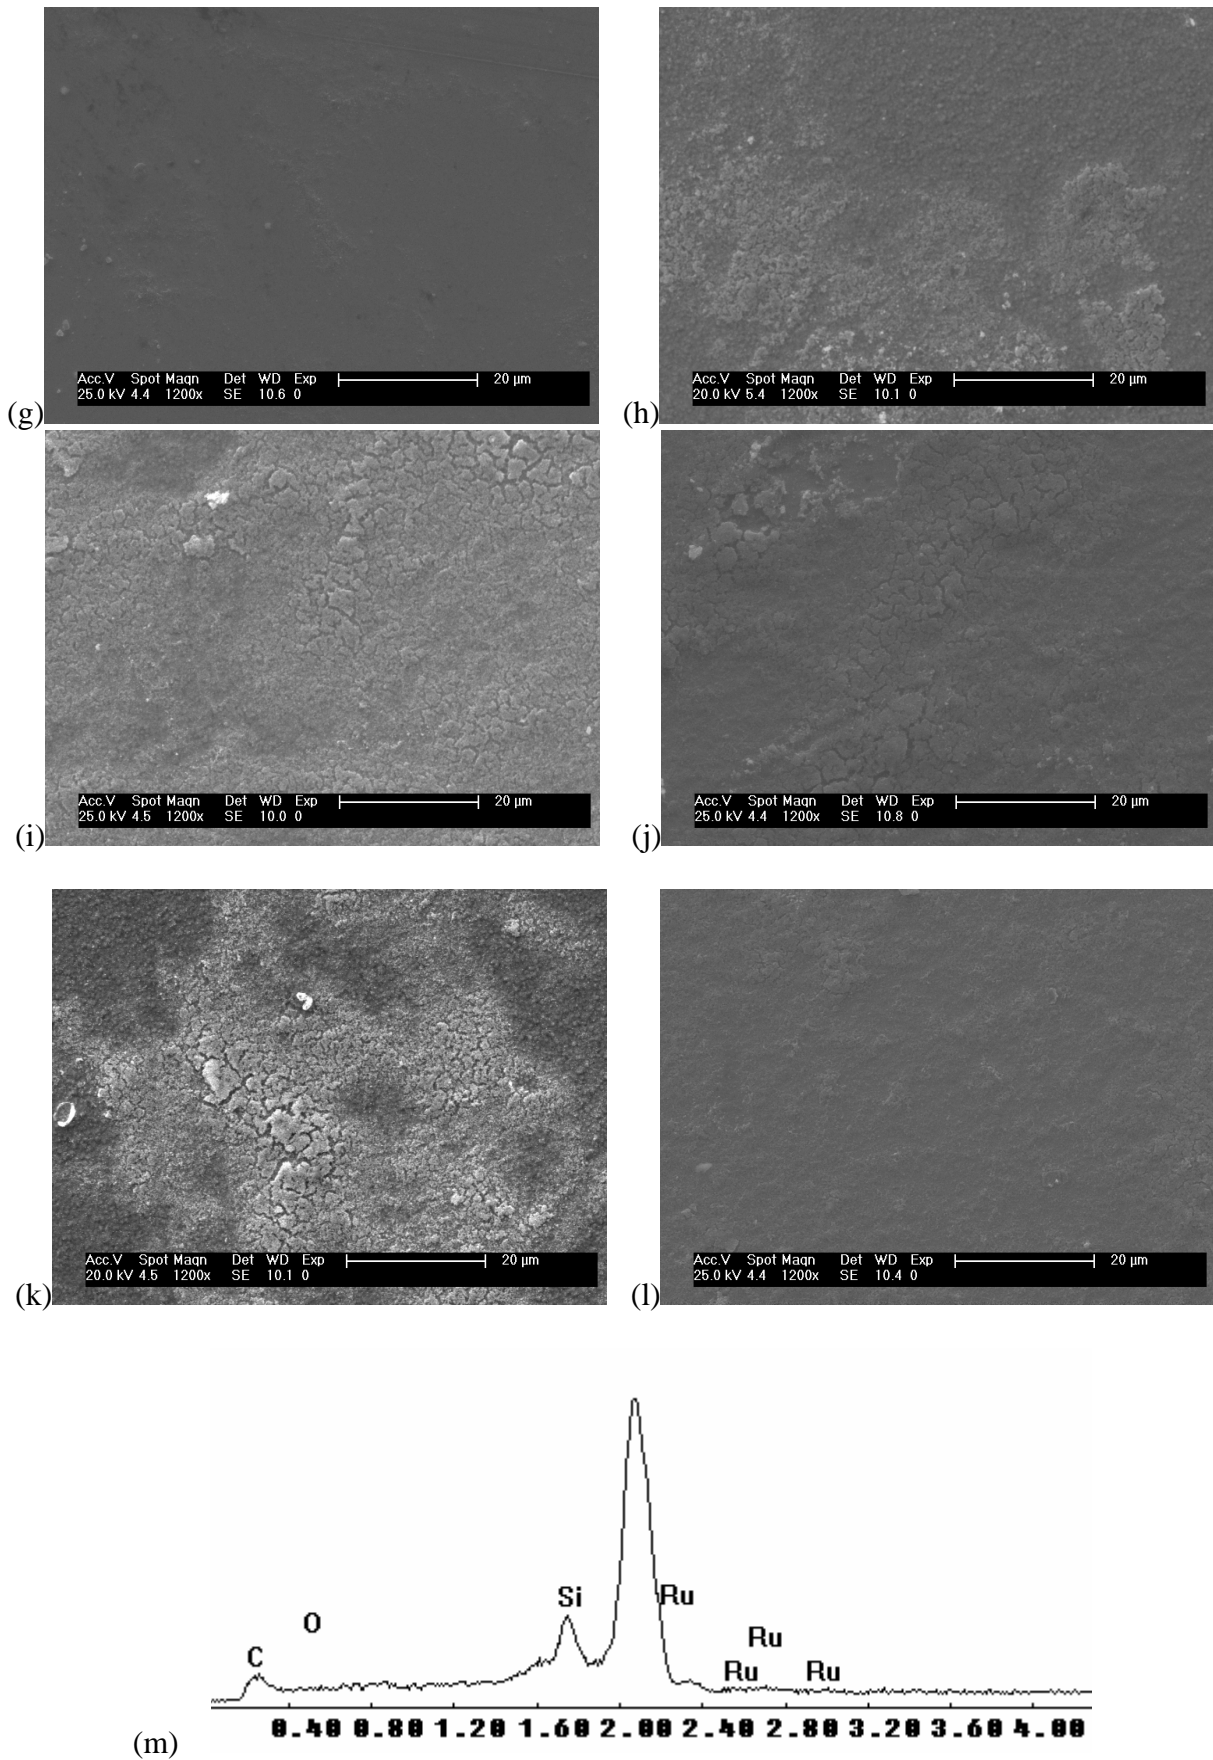 Acc.V Spot Magn Det WD Exp 20 µm
25.0 kV 4.4 1200x SE 10.6 0
(g)
Acc.V Spot Magn Det WD Exp 20 µm
20.0 kV 5.4 1200x SE 10.1 0
(h)
Acc.V Spot Magn Det WD Exp 20 µm
25.0 kV 4.5 1200x SE 10.0 0
(i)
Acc.V Spot Magn Det WD Exp 20 µm
25.0 kV 4.4 1200x SE 10.8 0
(j)
Acc.V Spot Magn Det WD Exp 20 µm
20.0 kV 4.5 1200x SE 10.1 0
(k)
Acc.V Spot Magn Det WD Exp 20 µm
25.0 kV 4.4 1200x SE 10.4 0
(l)
Si Ru
O
Ru
C
Ru Ru
0.40 0.80 1.20 1.60 2.00 2.40 2.80 3.20 3.60 4.00
(m)